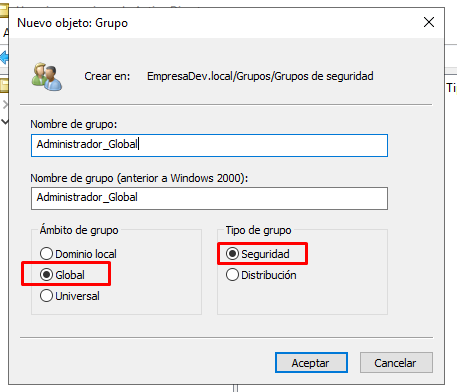 Nuevo objeto: Grupo
Crear en: EmpresaDev.local/Grupos/Grupos de seguridad
Nombre de grupo:
Administrador_Global
Nombre de grupo (anterior a Windows 2000):
Administrador_Global
Ámbito de grupo
Tipo de grupo
Dominio local
Seguridad
Global
Distribución
Universal
Aceptar
Cancelar